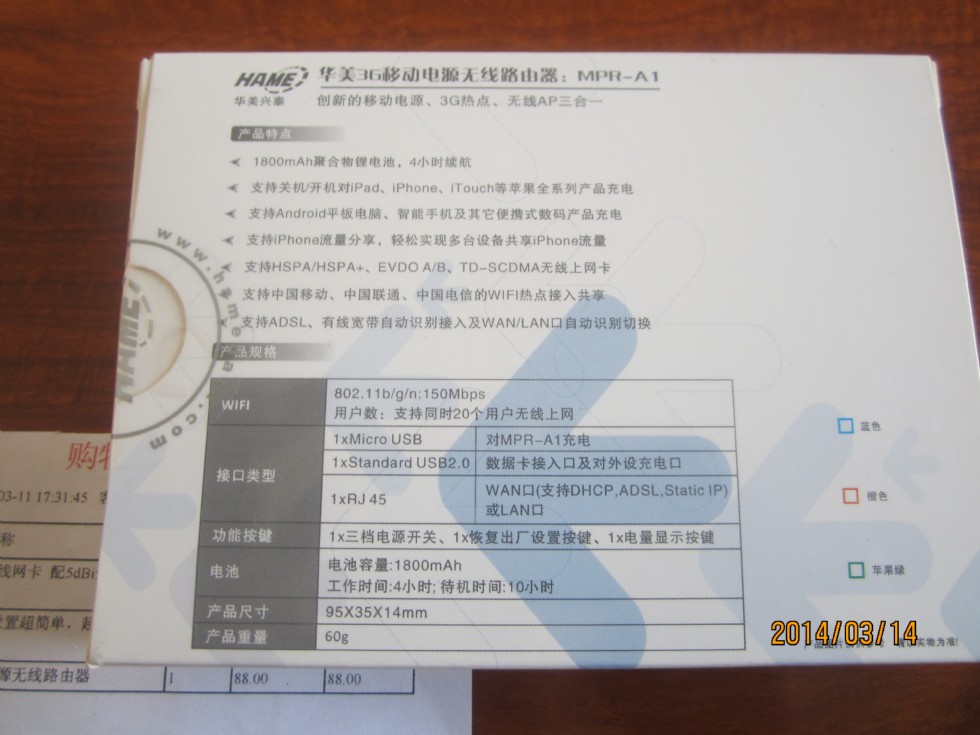 HAME 华美3G移动电源无线路由器：MPR-A1
华美兴泰 创新的移动电源、3G热点、无线AP三合一
产品特点
1800mAh聚合物锂电池，4小时续航
支持关机/开机对iPad、iPhone、iTouch等苹果全系列产品充电
支持Android平板电脑、智能手机及其它便携式数码产品充电
支持iPhone流量分享，轻松实现多台设备共享iPhone流量
支持HSPA/HSPA+、EVDO A/B、TD-SCDMA无线上网卡
支持中国移动、中国联通、中国电信的WIFI热点接入共享
支持ADSL、有线宽带自动识别接入及WAN/LAN口自动识别切换
产品规格
WIFI 802.11b/g/n:150Mbps
用户数：支持同时20个用户无线上网
接口类型 1xMicro USB 对MPR-A1充电
1xStandard USB2.0 数据卡接入口及对外设充电口
1xRJ 45 WAN口(支持DHCP,ADSL,Static IP)
或LAN口
功能按键 1x三档电源开关、1x恢复出厂设置按键、1x电量显示按键
电池 电池容量:1800mAh
工作时间:4小时; 待机时间:10小时
产品尺寸 95X35X14mm
产品重量 60g
蓝色
橙色
苹果绿
HAME
购物
03-11 17:31:45
称
线网卡 配5dBi
置超简单，
源无线路由器 1 88.00 88.00
2014/03/14
实物为准!